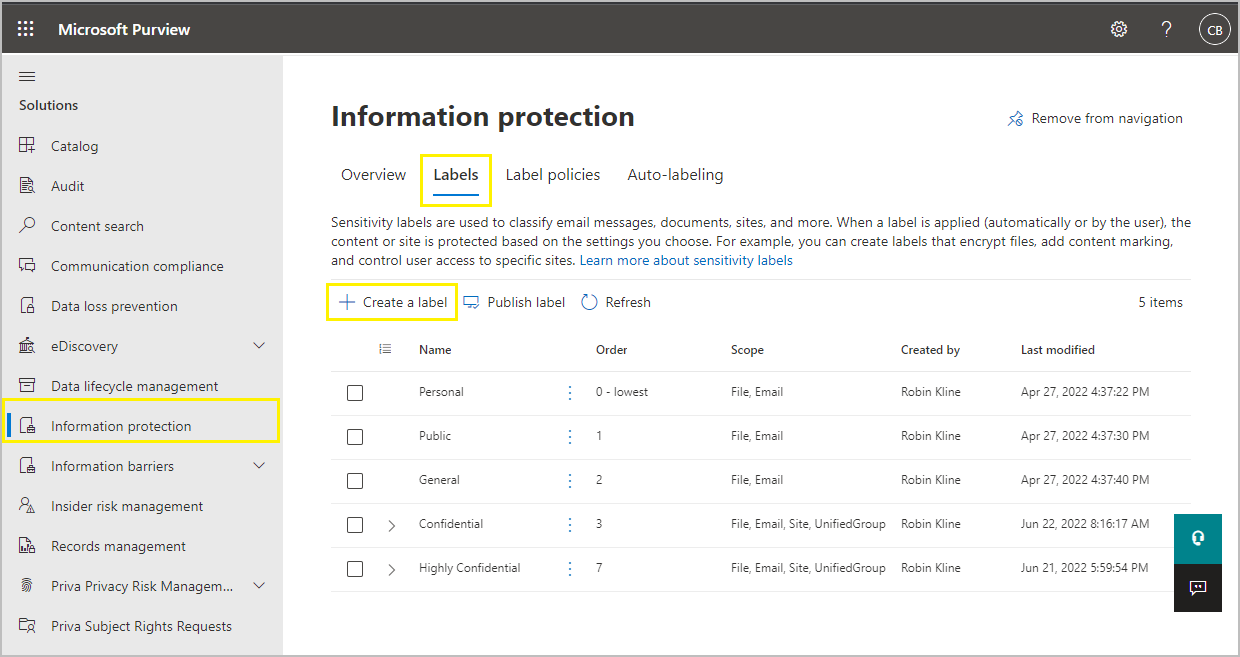 Microsoft Purview
?
CB
Solutions
Catalog
Audit
Content search
Communication compliance
Data loss prevention
eDiscovery
Data lifecycle management
Information protection
Information barriers
Insider risk management
Records management
Priva Privacy Risk Managem...
Priva Subject Rights Requests
Information protection
Remove from navigation
Overview Labels Label policies Auto-labeling
Sensitivity labels are used to classify email messages, documents, sites, and more. When a label is applied (automatically or by the user), the
content or site is protected based on the settings you choose. For example, you can create labels that encrypt files, add content marking,
and control user access to specific sites. Learn more about sensitivity labels
Create a label Publish label Refresh 5 items
Name Order Scope Created by Last modified
Personal 0 - lowest File, Email Robin Kline Apr 27, 2022 4:37:22 PM
Public 1 File, Email Robin Kline Apr 27, 2022 4:37:30 PM
General 2 File, Email Robin Kline Apr 27, 2022 4:37:40 PM
Confidential 3 File, Email, Site, UnifiedGroup Robin Kline Jun 22, 2022 8:16:17 AM
Highly Confidential 7 File, Email, Site, UnifiedGroup Robin Kline Jun 21, 2022 5:59:54 PM